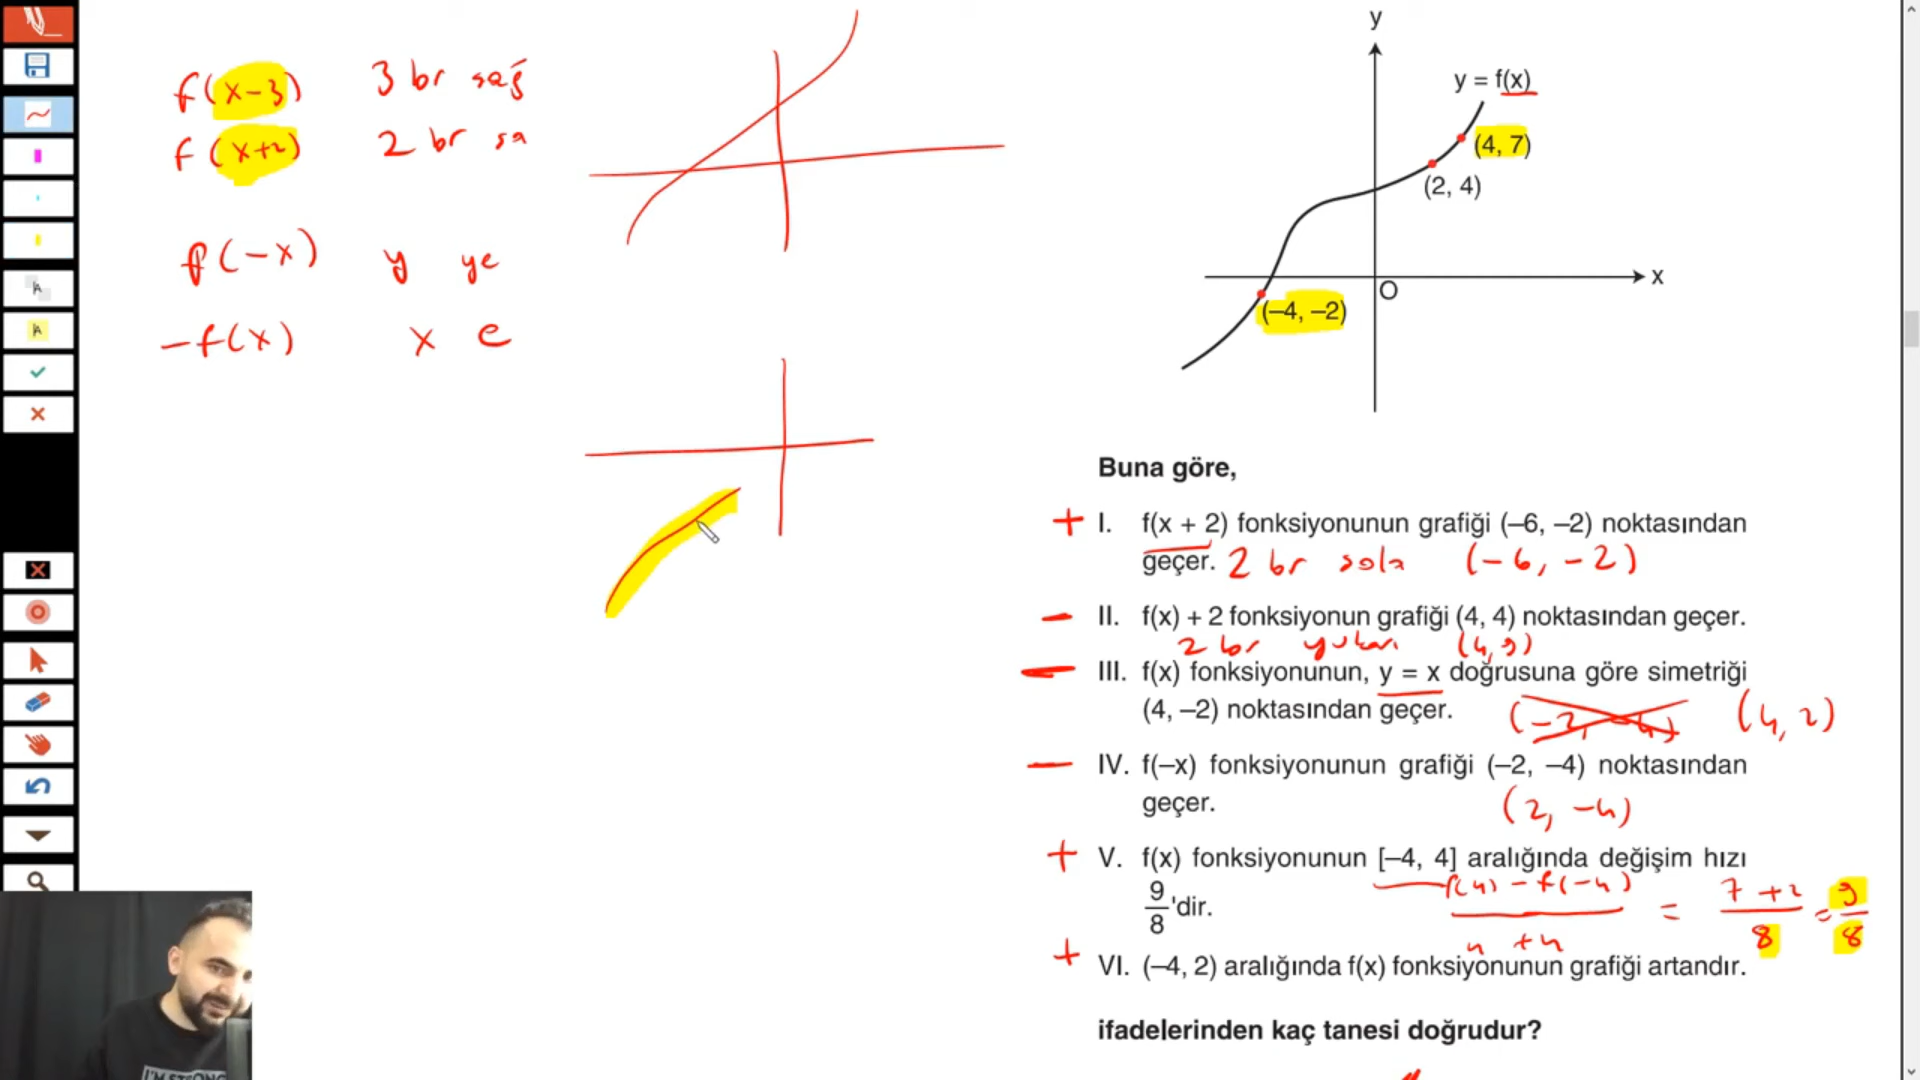 f(x-3) 3 br sağ
f(x+2) 2 br sa
f(-x) y ye
-f(x) x e
y
y = f(x)
(4, 7)
(2, 4)
x
O
(–4, –2)
Buna göre,
+ I. f(x + 2) fonksiyonunun grafiği (–6, –2) noktasından
geçer. 2 br sola (-6, -2)
– II. f(x) + 2 fonksiyonun grafiği (4, 4) noktasından geçer.
2 br yukarı (4,9)
– III. f(x) fonksiyonunun, y = x doğrusuna göre simetriği
(4, –2) noktasından geçer. (4, 2)
– IV. f(–x) fonksiyonunun grafiği (–2, –4) noktasından
geçer. (2, -4)
+ V. f(x) fonksiyonunun [–4, 4] aralığında değişim hızı
9/8 'dir. f(4) - f(-4) / 4 + 4 = 7 + 2 / 8 = 9/8
+ VI. (–4, 2) aralığında f(x) fonksiyonunun grafiği artandır.
ifadelerinden kaç tanesi doğrudur?